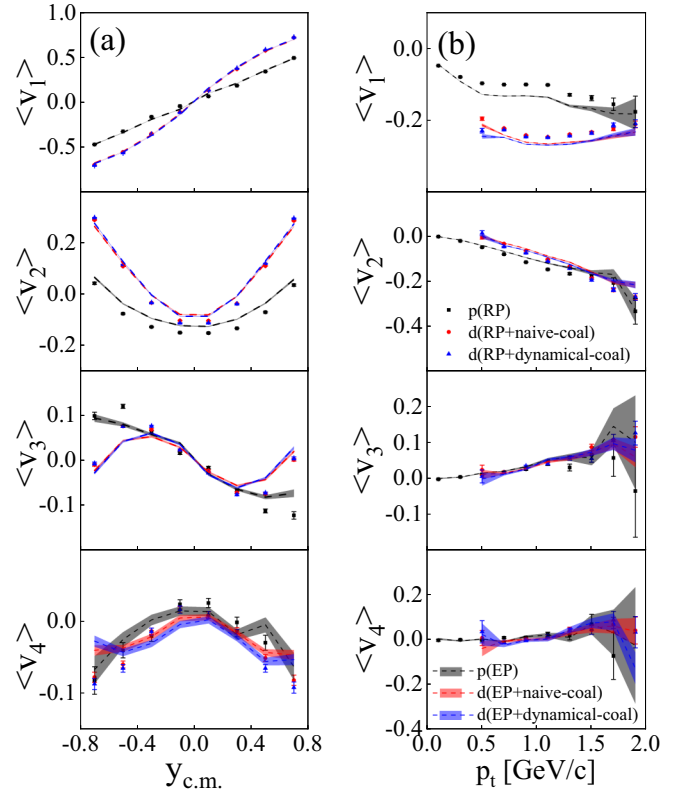 (a)
<v₁>
1.0
0.5
0.0
-0.5
<v₂>
0.2
0.0
-0.2
<v₃>
0.1
0.0
-0.1
<v₄>
0.0
-0.1
-0.8 -0.4 0.0 0.4 0.8
y_c.m.
(b)
<v₁>
0.0
-0.2
<v₂>
0.0
-0.2
-0.4
p(RP)
d(RP+naive-coal)
d(RP+dynamical-coal)
<v₃>
0.2
0.1
0.0
-0.1
<v₄>
0.2
0.0
-0.2
-0.4
p(EP)
d(EP+naive-coal)
d(EP+dynamical-coal)
0.0 0.5 1.0 1.5 2.0
p_t [GeV/c]